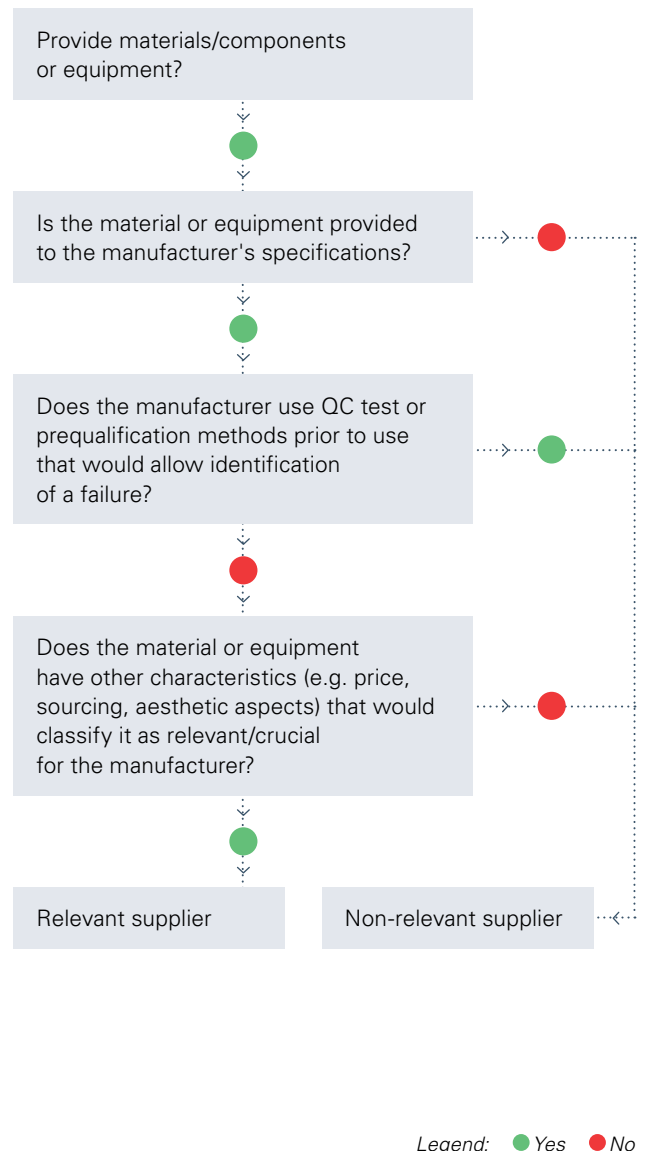 Provide materials/components
or equipment?
Is the material or equipment provided
to the manufacturer's specifications?
Does the manufacturer use QC test or
prequalification methods prior to use
that would allow identification
of a failure?
Does the material or equipment
have other characteristics (e.g. price,
sourcing, aesthetic aspects) that would
classify it as relevant/crucial
for the manufacturer?
Relevant supplier
Non-relevant supplier
Legend: Yes No